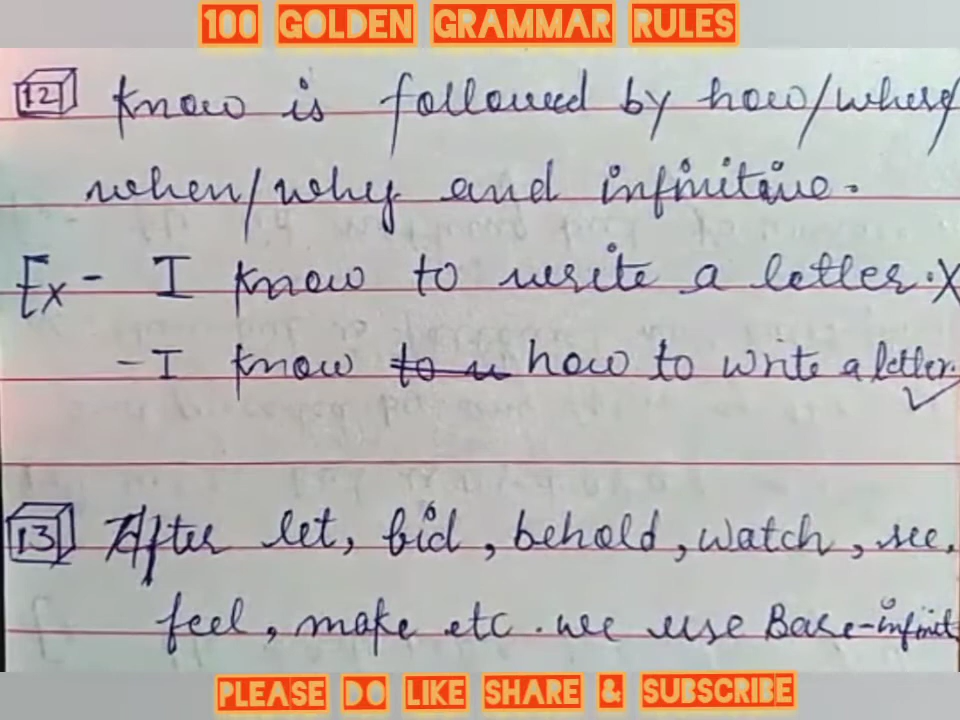 100 GOLDEN GRAMMAR RULES
12 Know is followed by how/where/
when/why and infinitive.
Ex - I know to write a letter. X
- I know to w how to write a letter.
13 After let, bid, behold, watch, see,
feel, make etc. we use Bare-infinit
PLEASE DO LIKE SHARE & SUBSCRIBE